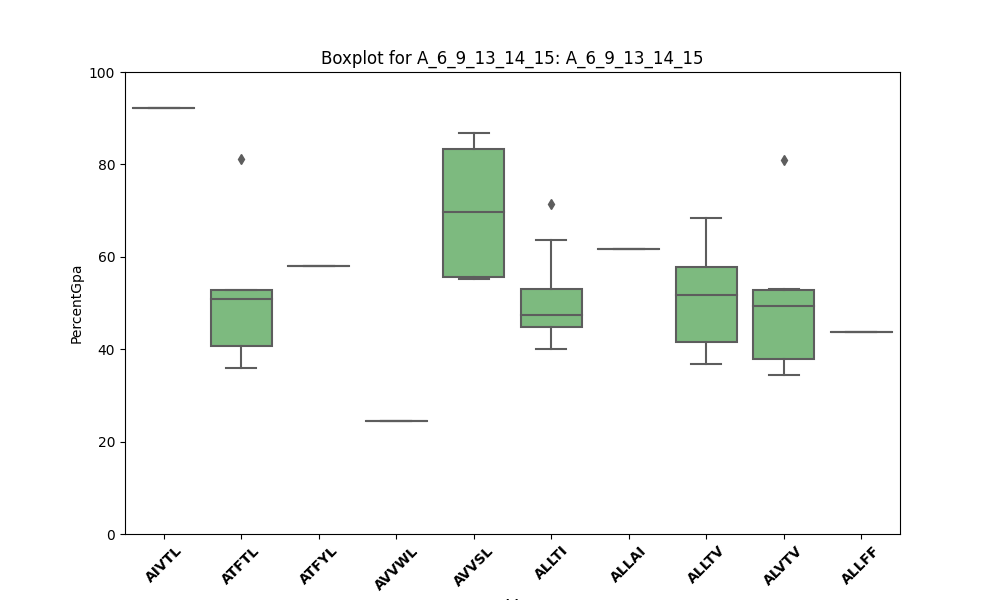 Boxplot for A_6_9_13_14_15: A_6_9_13_14_15
100
80
60
40
20
0
PercentGpa
AIVTL
ATFTL
ATFYL
AVVWL
AVVSL
ALLTI
ALLAI
ALLTV
ALVTV
ALLFF